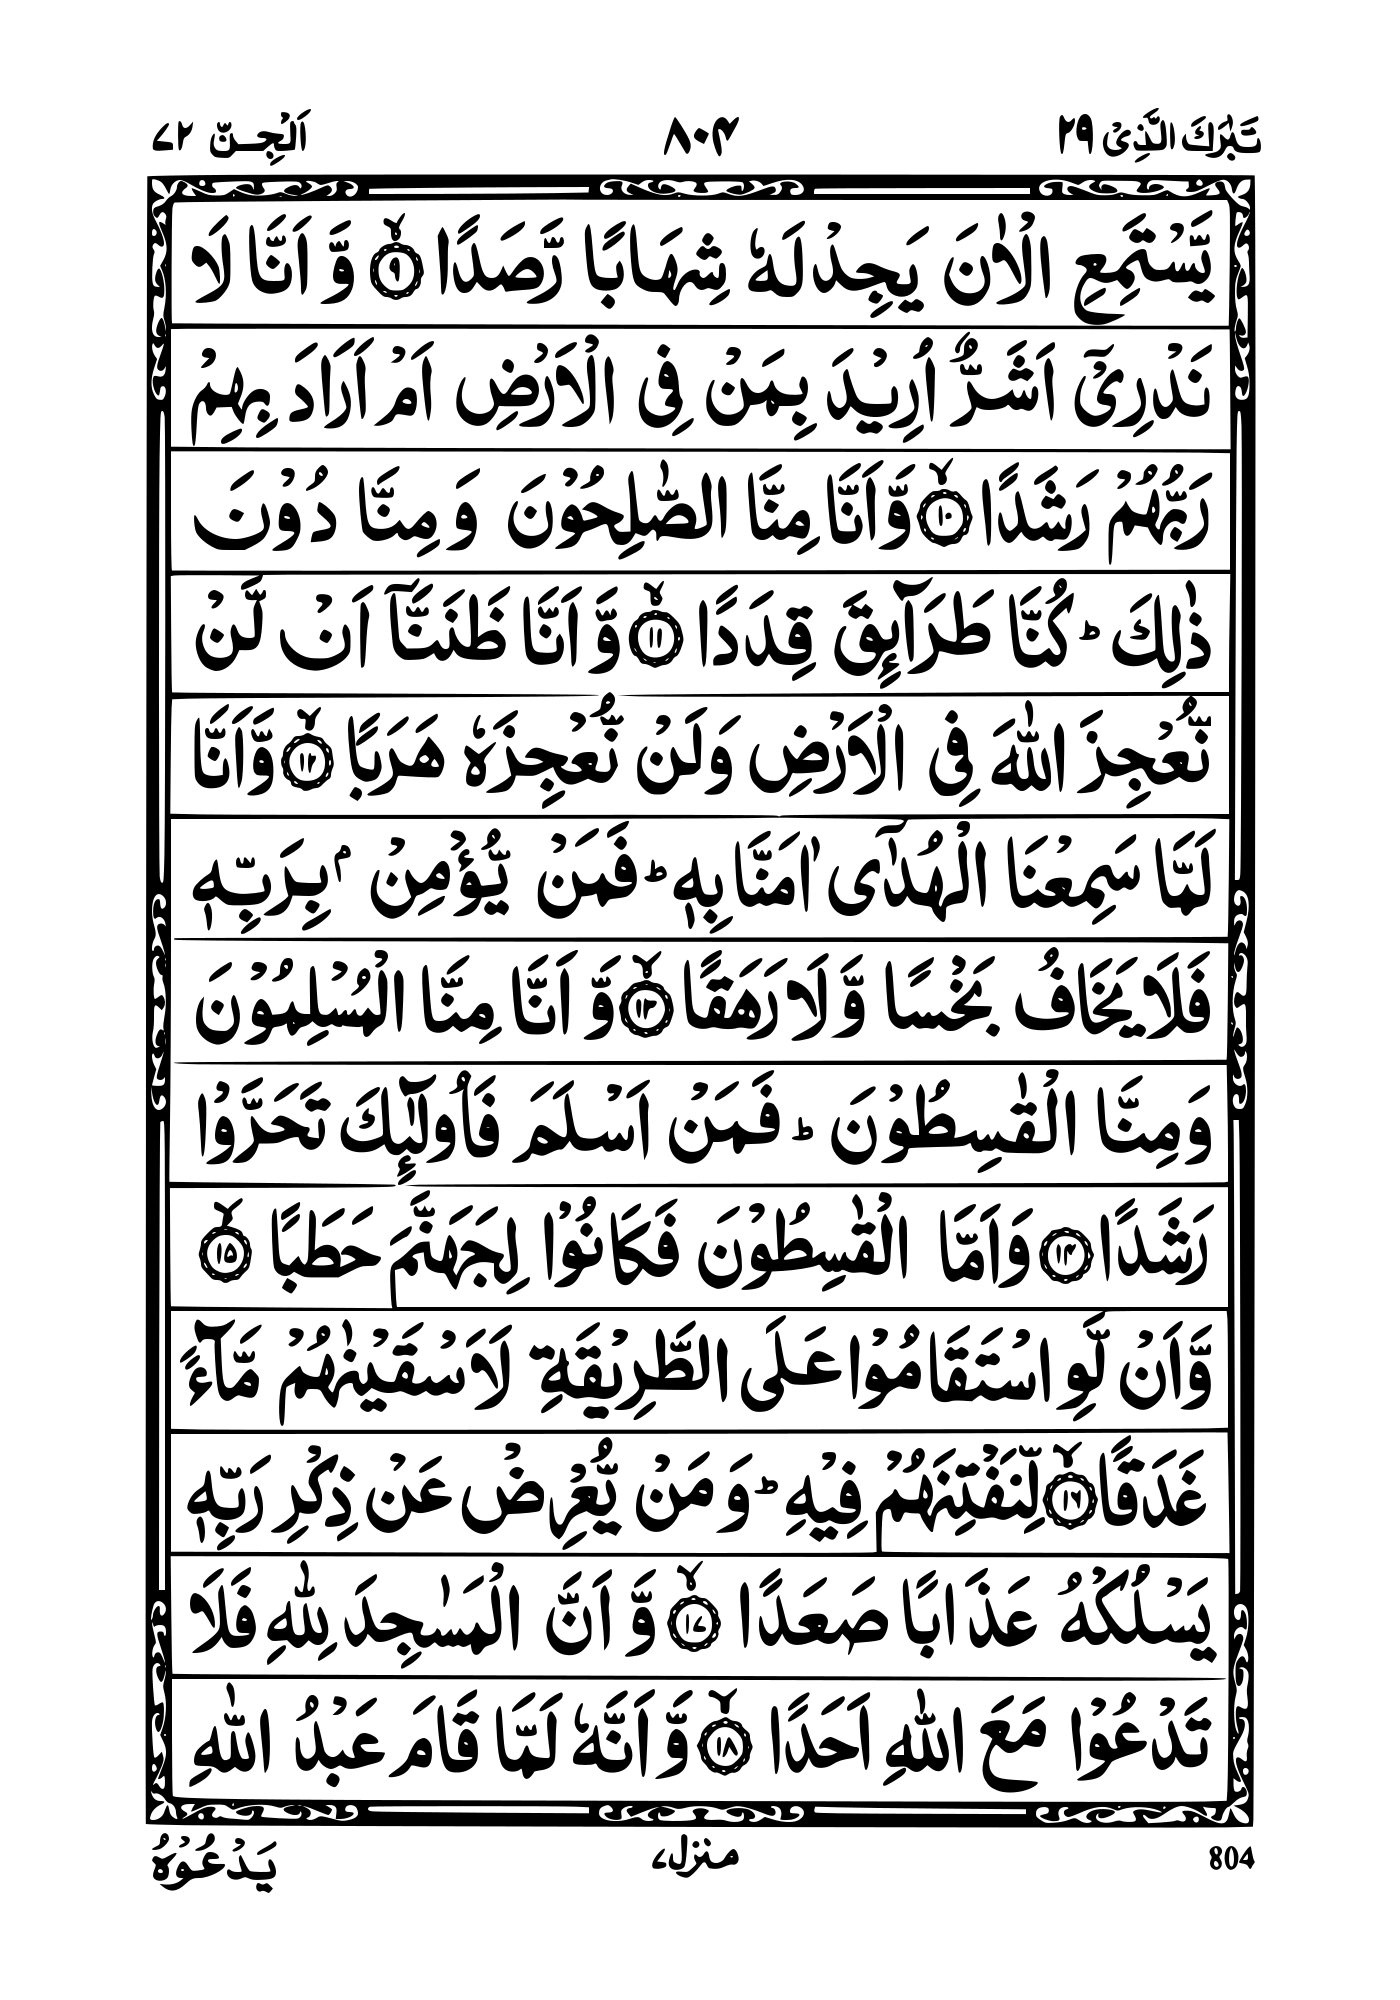 تَبٰرَكَ الَّذِیْ ۲۹ ۸۰۴ اَلْجِنّ ۷۲
یَّسْتَمِعِ الْاٰنَ یَجِدْ لَهٗ شِهَابًا رَّصَدًا ۙ﴿۹﴾ وَّ اَنَّا لَا
نَدْرِیْۤ اَشَرٌّ اُرِیْدَ بِمَنْ فِی الْاَرْضِ اَمْ اَرَادَ بِهِمْ
رَبُّهُمْ رَشَدًا ۙ﴿۱۰﴾ وَّ اَنَّا مِنَّا الصّٰلِحُوْنَ وَ مِنَّا دُوْنَ
ذٰلِكَ ؕ كُنَّا طَرَآىِٕقَ قِدَدًا ۙ﴿۱۱﴾ وَّ اَنَّا ظَنَنَّاۤ اَنْ لَّنْ
نُّعْجِزَ اللّٰهَ فِی الْاَرْضِ وَلَنْ نُّعْجِزَهٗ هَرَبًا ۙ﴿۱۲﴾ وَّ اَنَّا
لَمَّا سَمِعْنَا الْهُدٰۤی اٰمَنَّا بِهٖ ؕ فَمَنْ یُّؤْمِنْۢ بِرَبِّهٖ
فَلَا یَخَافُ بَخْسًا وَّ لَا رَهَقًا ۙ﴿۱۳﴾ وَّ اَنَّا مِنَّا الْمُسْلِمُوْنَ
وَ مِنَّا الْقٰسِطُوْنَ ؕ فَمَنْ اَسْلَمَ فَاُولٰٓىِٕكَ تَحَرَّوْا
رَشَدًا ﴿۱۴﴾ وَ اَمَّا الْقٰسِطُوْنَ فَكَانُوْا لِجَهَنَّمَ حَطَبًا ۙ﴿۱۵﴾
وَّ اَنْ لَّوِ اسْتَقَامُوْا عَلَی الطَّرِیْقَةِ لَاَسْقَیْنٰهُمْ مَّآءً
غَدَقًا ۙ﴿۱۶﴾ لِّنَفْتِنَهُمْ فِیْهِ ؕ وَ مَنْ یُّعْرِضْ عَنْ ذِكْرِ رَبِّهٖ
یَسْلُكْهُ عَذَابًا صَعَدًا ۙ﴿۱۷﴾ وَّ اَنَّ الْمَسٰجِدَ لِلّٰهِ فَلَا
تَدْعُوْا مَعَ اللّٰهِ اَحَدًا ۙ﴿۱۸﴾ وَّ اَنَّهٗ لَمَّا قَامَ عَبْدُ اللّٰهِ
804 منزل۷ یَدْعُوْهُ